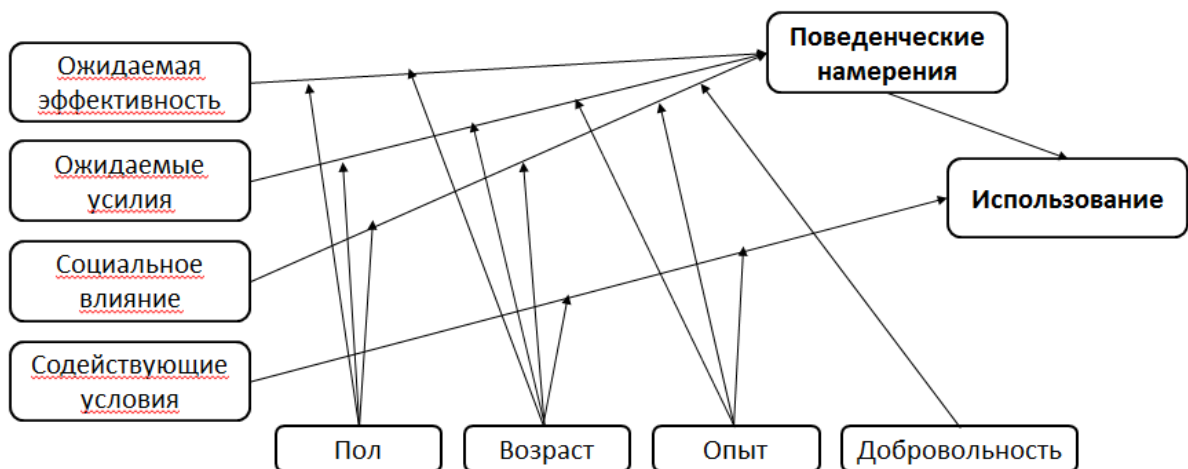 Ожидаемая
эффективность
Ожидаемые
усилия
Социальное
влияние
Содействующие
условия
Поведенческие
намерения
Использование
Пол
Возраст
Опыт
Добровольность